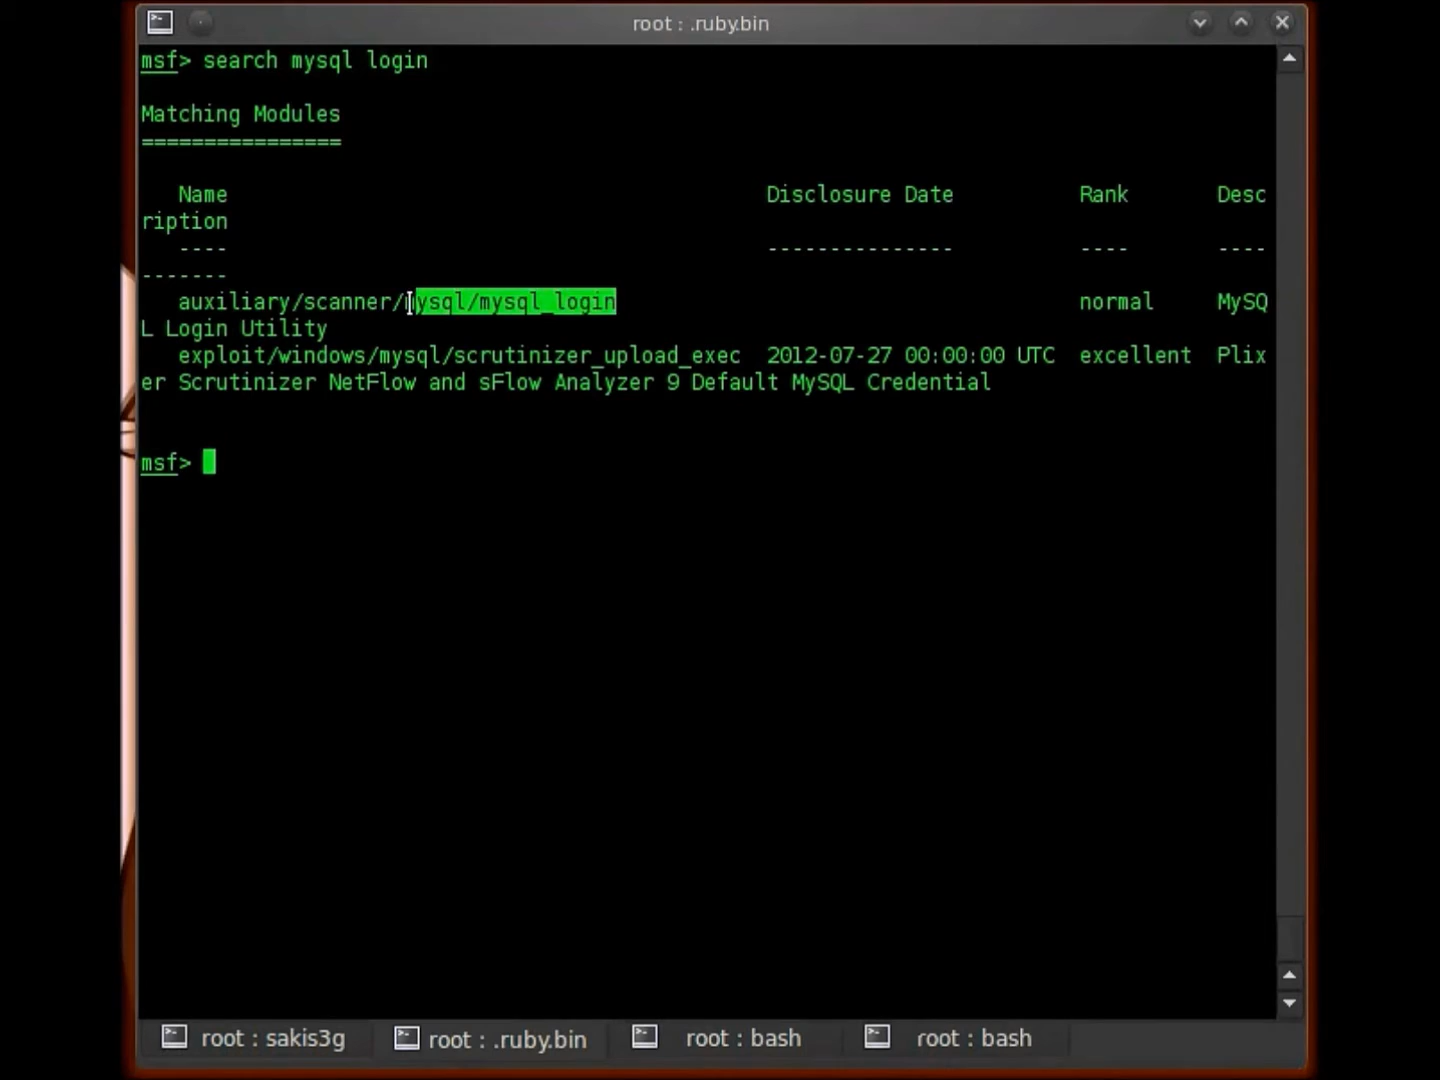 root : .ruby.bin
msf> search mysql login
Matching Modules
================
Name Disclosure Date Rank Desc
ription
---- --------------- ---- ----
-------
auxiliary/scanner/mysql/mysql_login normal MySQ
L Login Utility
exploit/windows/mysql/scrutinizer_upload_exec 2012-07-27 00:00:00 UTC excellent Plix
er Scrutinizer NetFlow and sFlow Analyzer 9 Default MySQL Credential
msf>
root : sakis3g root : .ruby.bin root : bash root : bash